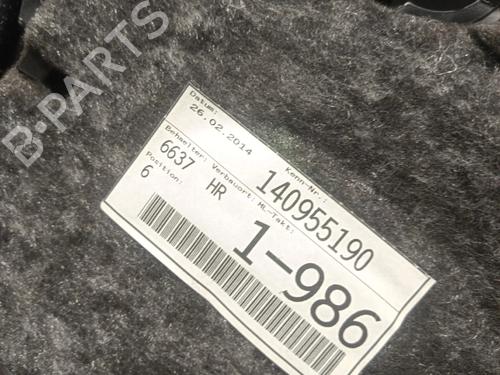 B-PARTS
Datum: Kenn-Nr.:
26.02.2014 140955190
Behaelter: Verbauort: ML-Takt:
6637 HR 1-986
Position:
6